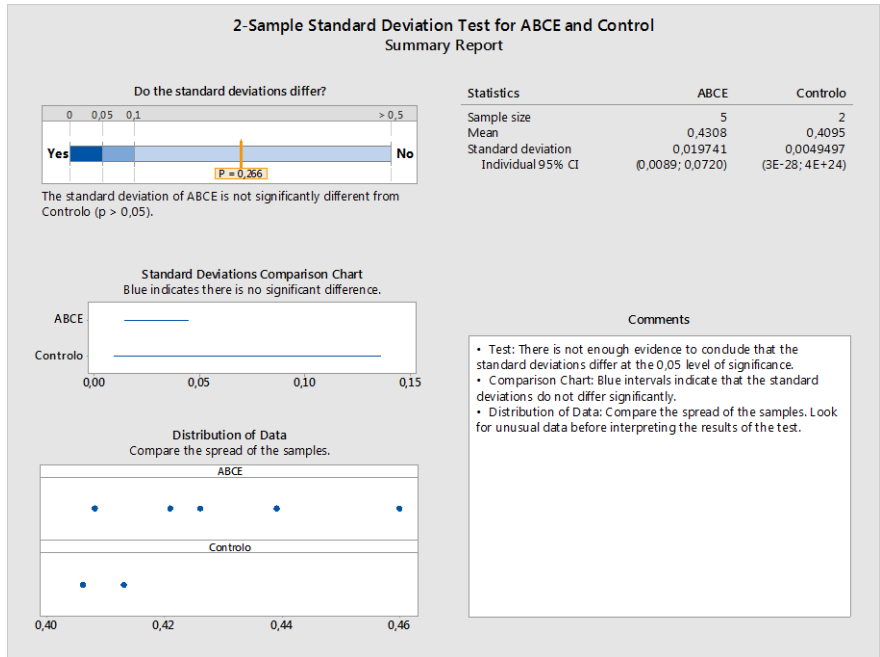 2-Sample Standard Deviation Test for ABCE and Control
Summary Report
Do the standard deviations differ?
0 0,05 0,1 > 0,5
Yes No
P = 0,266
The standard deviation of ABCE is not significantly different from
Controlo (p > 0,05).
Statistics ABCE Controlo
Sample size 5 2
Mean 0,4308 0,4095
Standard deviation 0,019741 0,0049497
Individual 95% CI (0,0089; 0,0720) (3E-28; 4E+24)
Standard Deviations Comparison Chart
Blue indicates there is no significant difference.
ABCE
Controlo
0,00 0,05 0,10 0,15
Distribution of Data
Compare the spread of the samples.
ABCE
Controlo
0,40 0,42 0,44 0,46
Comments
• Test: There is not enough evidence to conclude that the
standard deviations differ at the 0,05 level of significance.
• Comparison Chart: Blue intervals indicate that the standard
deviations do not differ significantly.
• Distribution of Data: Compare the spread of the samples. Look
for unusual data before interpreting the results of the test.